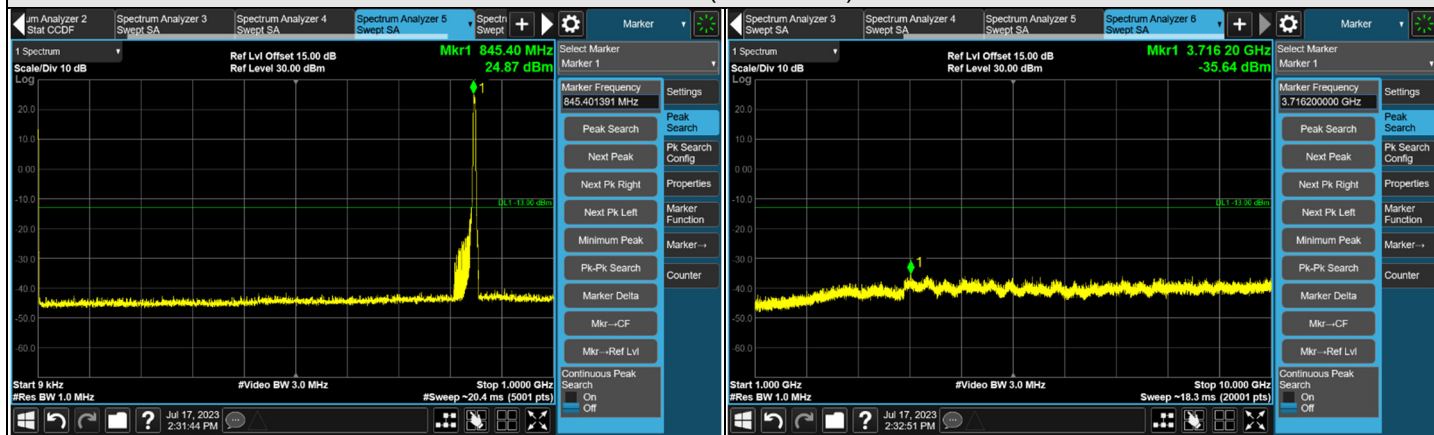 um Analyzer 2
Stat CCDF
Spectrum Analyzer 3
Swept SA
Spectrum Analyzer 4
Swept SA
Spectrum Analyzer 5
Swept SA
Spectn
Swept
Marker
1 Spectrum
Scale/Div 10 dB
Log
Ref Lvl Offset 15.00 dB
Ref Level 30.00 dBm
Mkr1 845.40 MHz
24.87 dBm
1
20.0
10.0
0.00
-10.0
-20.0
-30.0
-40.0
-50.0
-60.0
DL1 -13.00 dBm
Start 9 kHz
#Res BW 1.0 MHz
#Video BW 3.0 MHz
Stop 1.0000 GHz
#Sweep ~20.4 ms (5001 pts)
Select Marker
Marker 1
Marker Frequency
845.401391 MHz
Peak Search
Next Peak
Next Pk Right
Next Pk Left
Minimum Peak
Pk-Pk Search
Marker Delta
Mkr→CF
Mkr→Ref Lvl
Continuous Peak
Search
On
Off
Settings
Peak
Search
Pk Search
Config
Properties
Marker
Function
Marker→
Counter
?
Jul 17, 2023
2:31:44 PM
Spectrum Analyzer 3
Swept SA
Spectrum Analyzer 4
Swept SA
Spectrum Analyzer 5
Swept SA
Spectrum Analyzer 6
Swept SA
Marker
1 Spectrum
Scale/Div 10 dB
Log
Ref Lvl Offset 15.00 dB
Ref Level 30.00 dBm
Mkr1 3.716 20 GHz
-35.64 dBm
1
20.0
10.0
0.00
-10.0
-20.0
-30.0
-40.0
-50.0
-60.0
DL1 -13.00 dBm
Start 1.000 GHz
#Res BW 1.0 MHz
#Video BW 3.0 MHz
Stop 10.000 GHz
Sweep ~18.3 ms (20001 pts)
Select Marker
Marker 1
Marker Frequency
3.716200000 GHz
Peak Search
Next Peak
Next Pk Right
Next Pk Left
Minimum Peak
Pk-Pk Search
Marker Delta
Mkr→CF
Mkr→Ref Lvl
Continuous Peak
Search
On
Off
Settings
Peak
Search
Pk Search
Config
Properties
Marker
Function
Marker→
Counter
?
Jul 17, 2023
2:32:51 PM